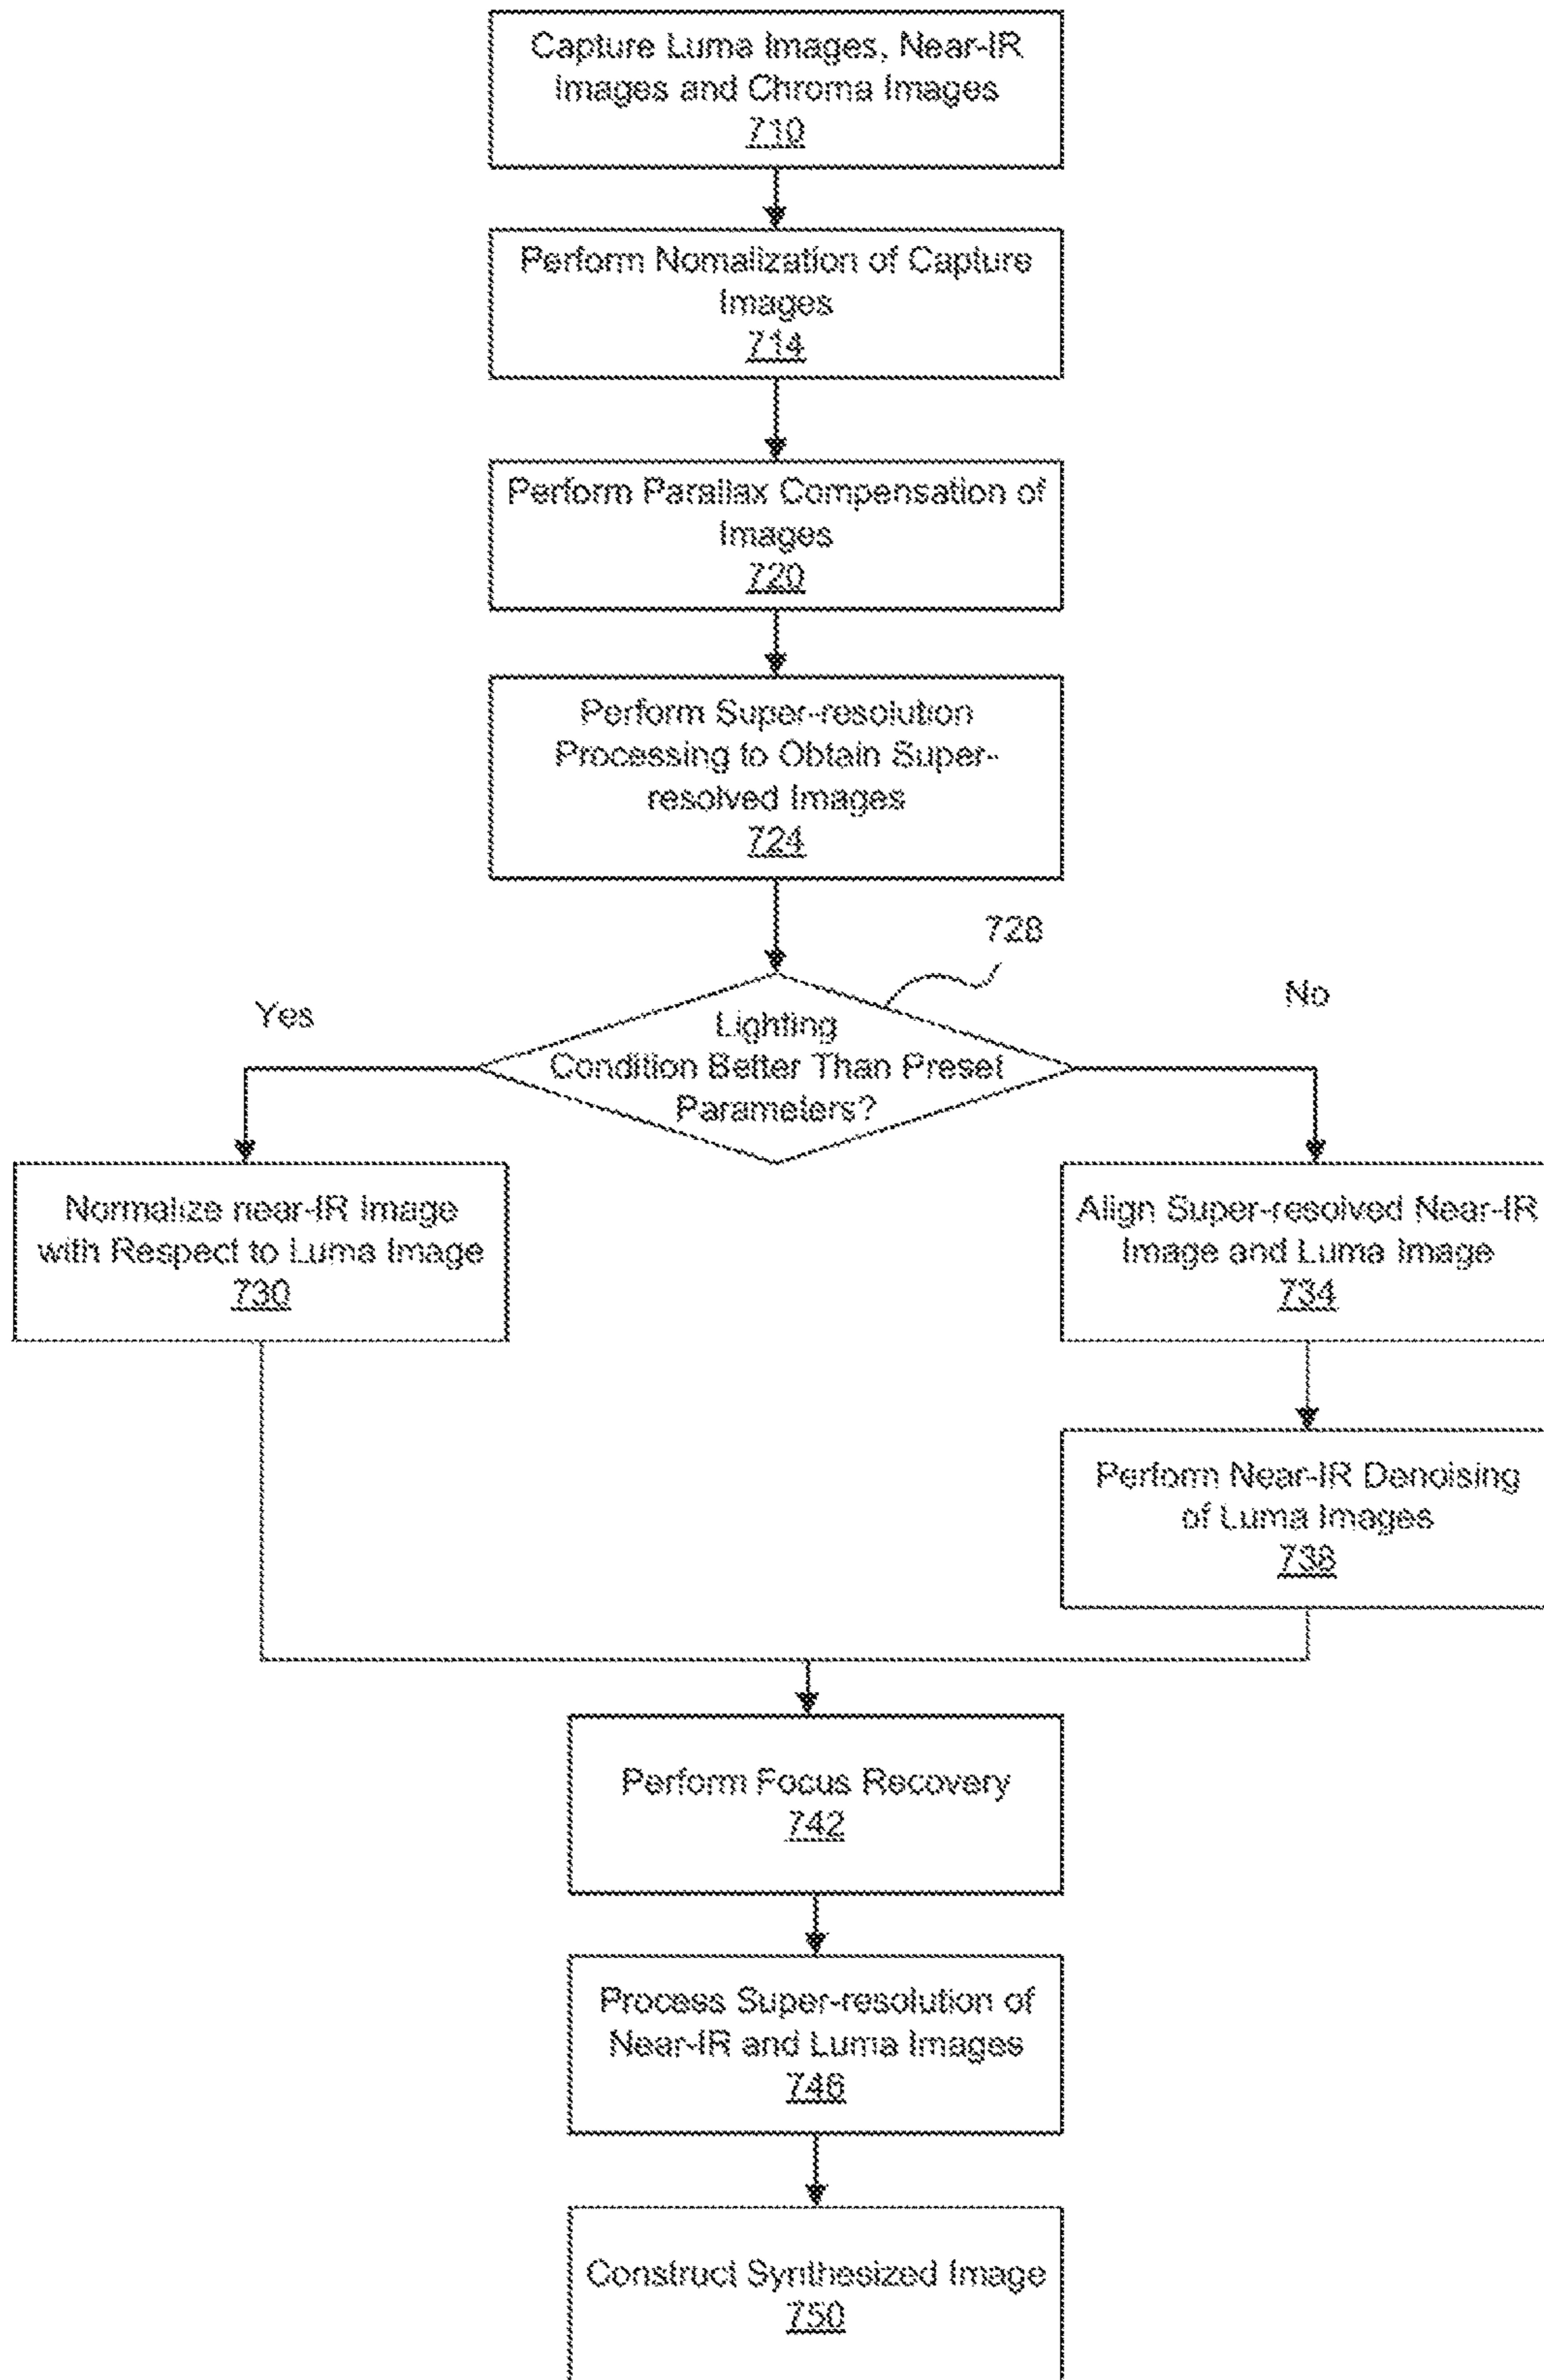 Capture Luma Images, Near-IR
Images and Chroma Images
710
Perform Nomalization of Capture
Images
714
Perform Parallax Compensation of
Images
720
Perform Super-resolution
Processing to Obtain Super-
resolved Images
724
728
Yes
No
Lighting
Condition Better Than Preset
Parameters?
Normalize near-IR Image
with Respect to Luma Image
730
Align Super-resolved Near-IR
Image and Luma Image
734
Perform Near-IR Denoising
of Luma Images
738
Perform Focus Recovery
742
Process Super-resolution of
Near-IR and Luma Images
746
Construct Synthesized Image
750